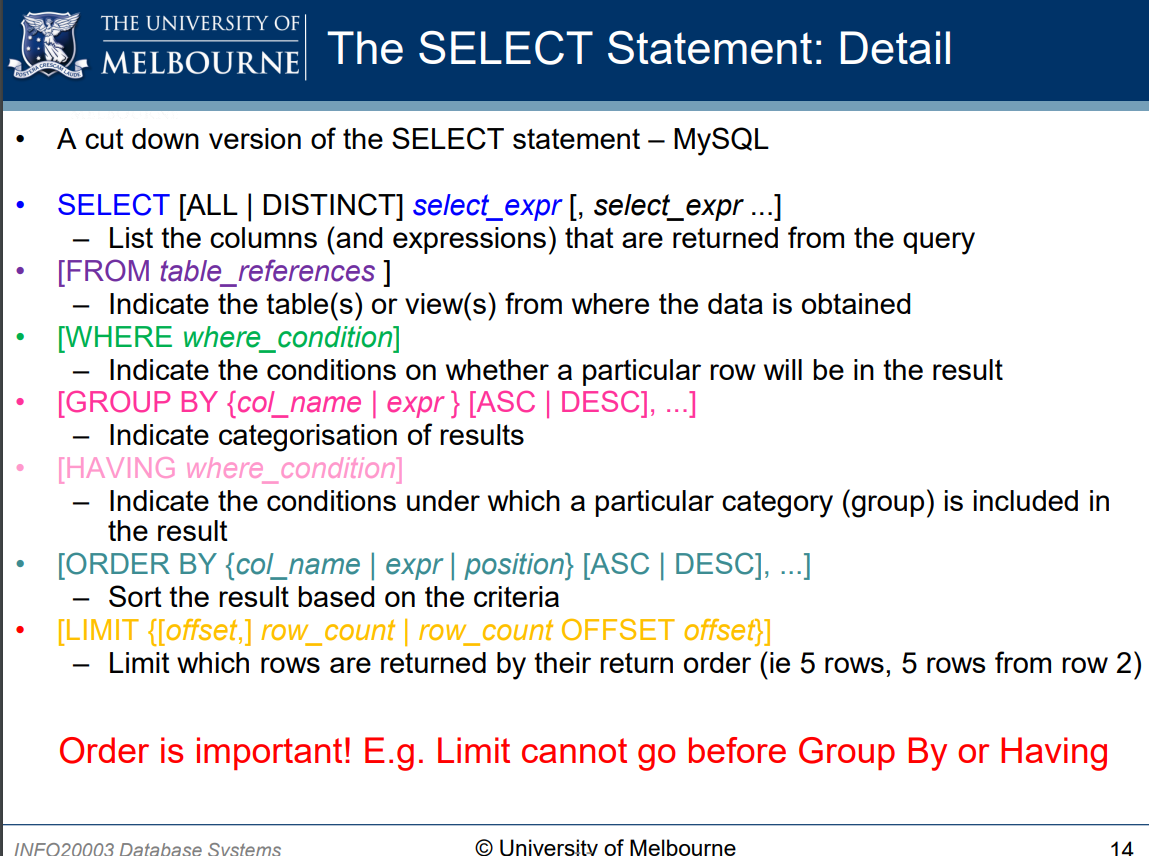 THE UNIVERSITY OF
MELBOURNE
The SELECT Statement: Detail
• A cut down version of the SELECT statement – MySQL
• SELECT [ALL | DISTINCT] select_expr [, select_expr ...]
– List the columns (and expressions) that are returned from the query
• [FROM table_references ]
– Indicate the table(s) or view(s) from where the data is obtained
• [WHERE where_condition]
– Indicate the conditions on whether a particular row will be in the result
• [GROUP BY {col_name | expr } [ASC | DESC], ...]
– Indicate categorisation of results
• [HAVING where_condition]
– Indicate the conditions under which a particular category (group) is included in
the result
• [ORDER BY {col_name | expr | position} [ASC | DESC], ...]
– Sort the result based on the criteria
• [LIMIT {[offset,] row_count | row_count OFFSET offset}]
– Limit which rows are returned by their return order (ie 5 rows, 5 rows from row 2)
Order is important! E.g. Limit cannot go before Group By or Having
INFO20003 Database Systems
© University of Melbourne
14